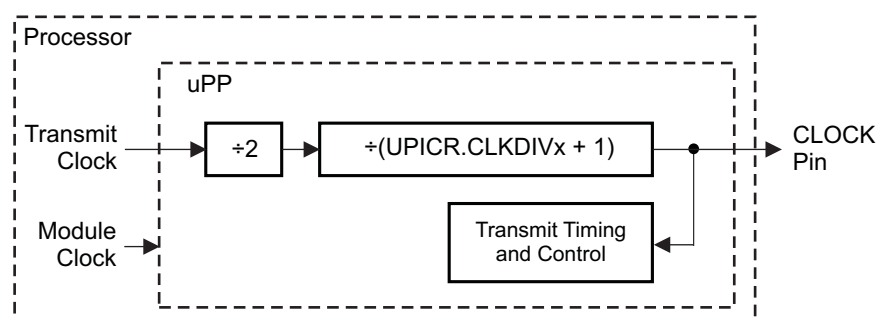 Processor
uPP
Transmit
Clock
÷2
÷(UPICR.CLKDIVx + 1)
CLOCK
Pin
Module
Clock
Transmit Timing
and Control